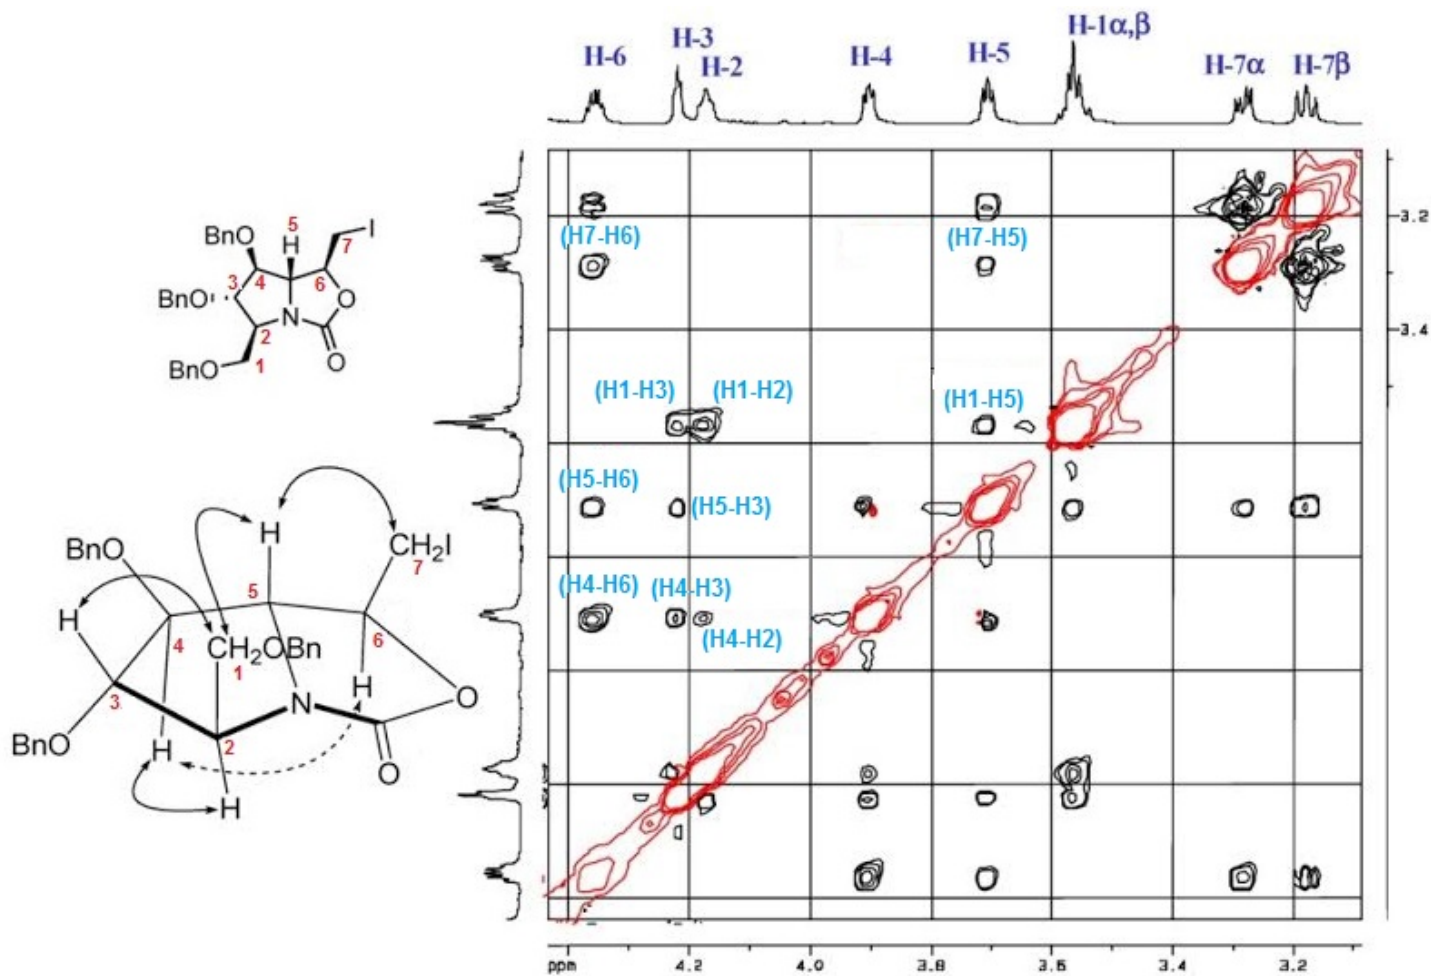 H-6
H-3
H-2
H-4
H-5
H-1α,β
H-7α
H-7β
5
H
BnO
7
I
3
4
6
BnO
O
N
2
O
BnO
1
(H7-H6)
(H7-H5)
3.2
3.4
(H1-H3)
(H1-H2)
(H1-H5)
(H5-H6)
(H5-H3)
(H4-H6)
(H4-H3)
(H4-H2)
H
BnO
CH2I
7
5
H
4
CH2OBn
1
6
H
3
N
O
BnO
H
2
O
H
ppm
4.2
4.0
3.8
3.6
3.4
3.2